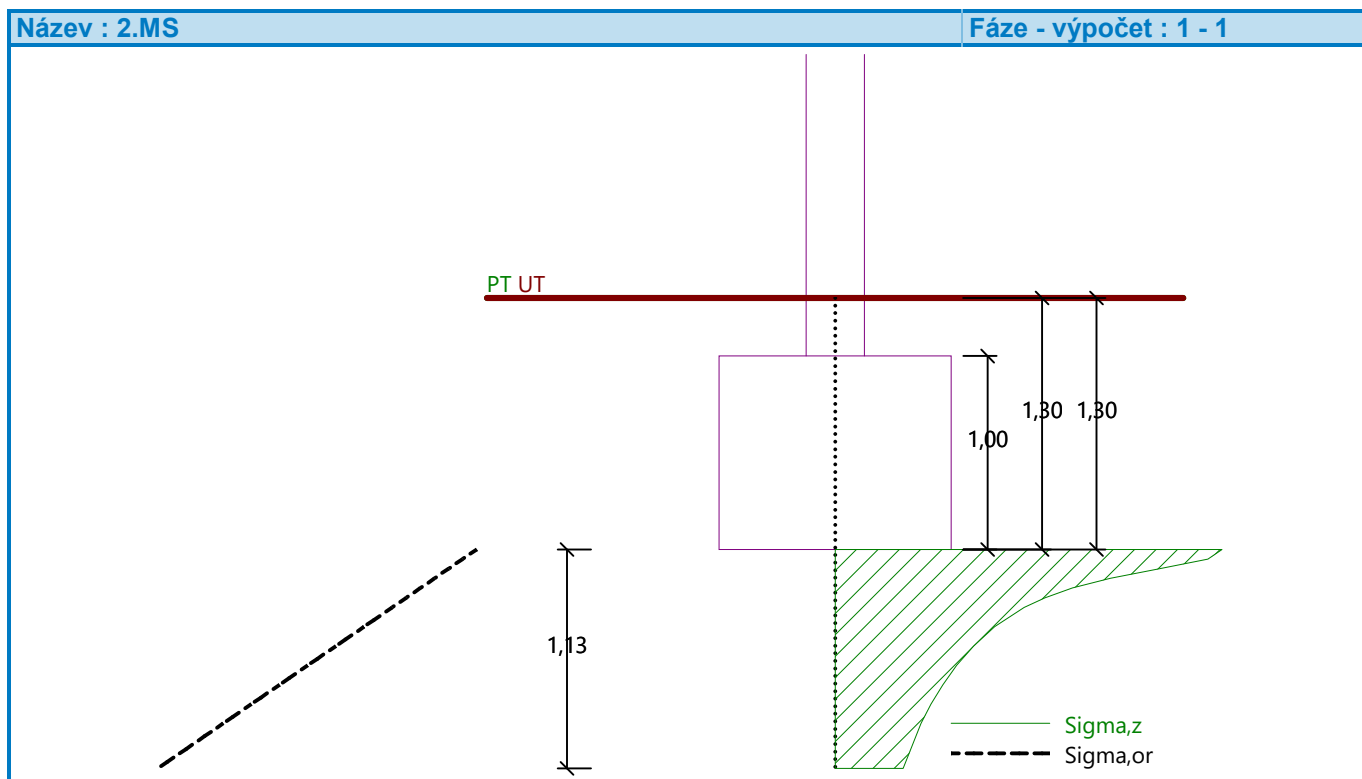 Název : 2.MS
Fáze - výpočet : 1 - 1
PT UT
1,30 1,30
1,00
1,13
Sigma,z
Sigma,or